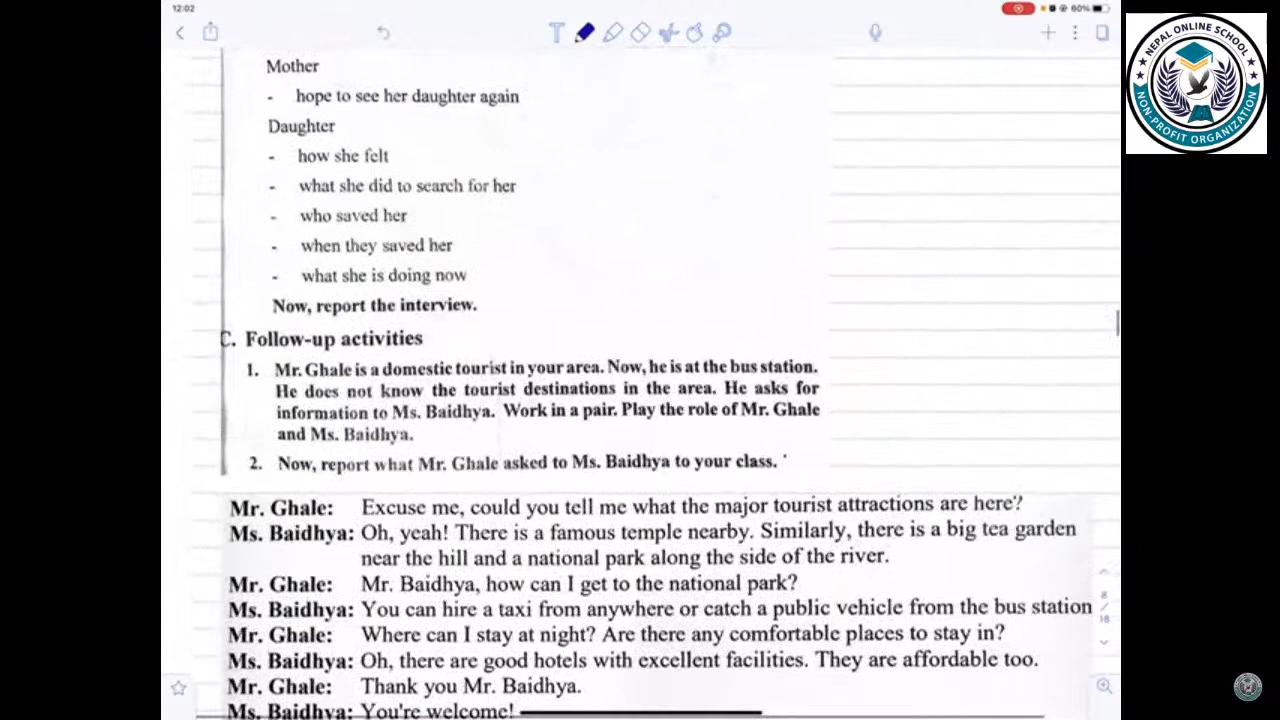 12:02
60%
T
NEPAL ONLINE SCHOOL
NON-PROFIT ORGANIZATION
Mother
- hope to see her daughter again
Daughter
- how she felt
- what she did to search for her
- who saved her
- when they saved her
- what she is doing now
Now, report the interview.
C. Follow-up activities
1. Mr. Ghale is a domestic tourist in your area. Now, he is at the bus station.
He does not know the tourist destinations in the area. He asks for
information to Ms. Baidhya. Work in a pair. Play the role of Mr. Ghale
and Ms. Baidhya.
2. Now, report what Mr. Ghale asked to Ms. Baidhya to your class.
Mr. Ghale: Excuse me, could you tell me what the major tourist attractions are here?
Ms. Baidhya: Oh, yeah! There is a famous temple nearby. Similarly, there is a big tea garden
near the hill and a national park along the side of the river.
Mr. Ghale: Mr. Baidhya, how can I get to the national park?
Ms. Baidhya: You can hire a taxi from anywhere or catch a public vehicle from the bus station
Mr. Ghale: Where can I stay at night? Are there any comfortable places to stay in?
Ms. Baidhya: Oh, there are good hotels with excellent facilities. They are affordable too.
Mr. Ghale: Thank you Mr. Baidhya.
Ms. Baidhya: You're welcome!
8
/
18